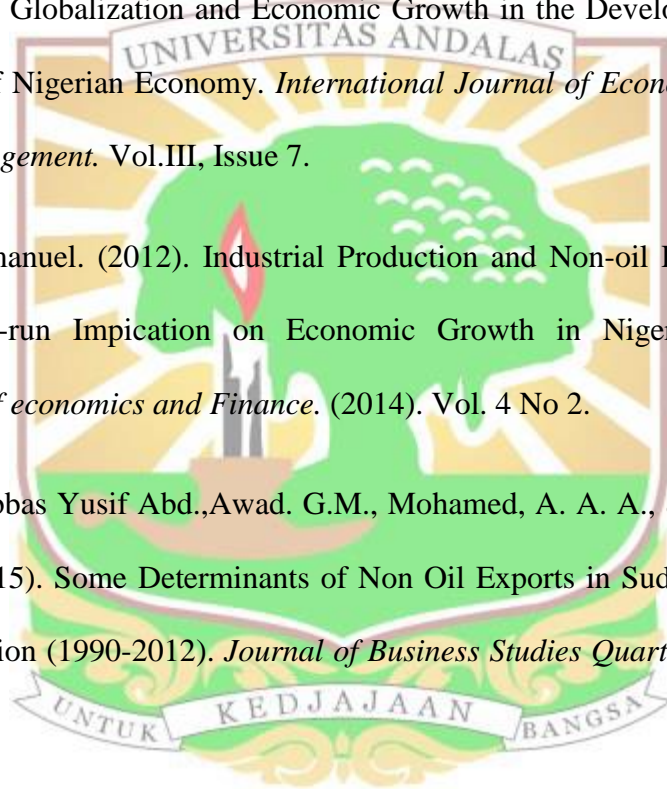 Globalization and Economic Growth in the Develo
UNIVERSITAS ANDALAS
Nigerian Economy. International Journal of Econo
gement. Vol.III, Issue 7.
anuel. (2012). Industrial Production and Non-oil
-run Impication on Economic Growth in Niger
f economics and Finance. (2014). Vol. 4 No 2.
bbas Yusif Abd.,Awad. G.M., Mohamed, A. A. A.,
15). Some Determinants of Non Oil Exports in Sud
ion (1990-2012). Journal of Business Studies Quart
UNTUK KEDJAJAAN BANGSA